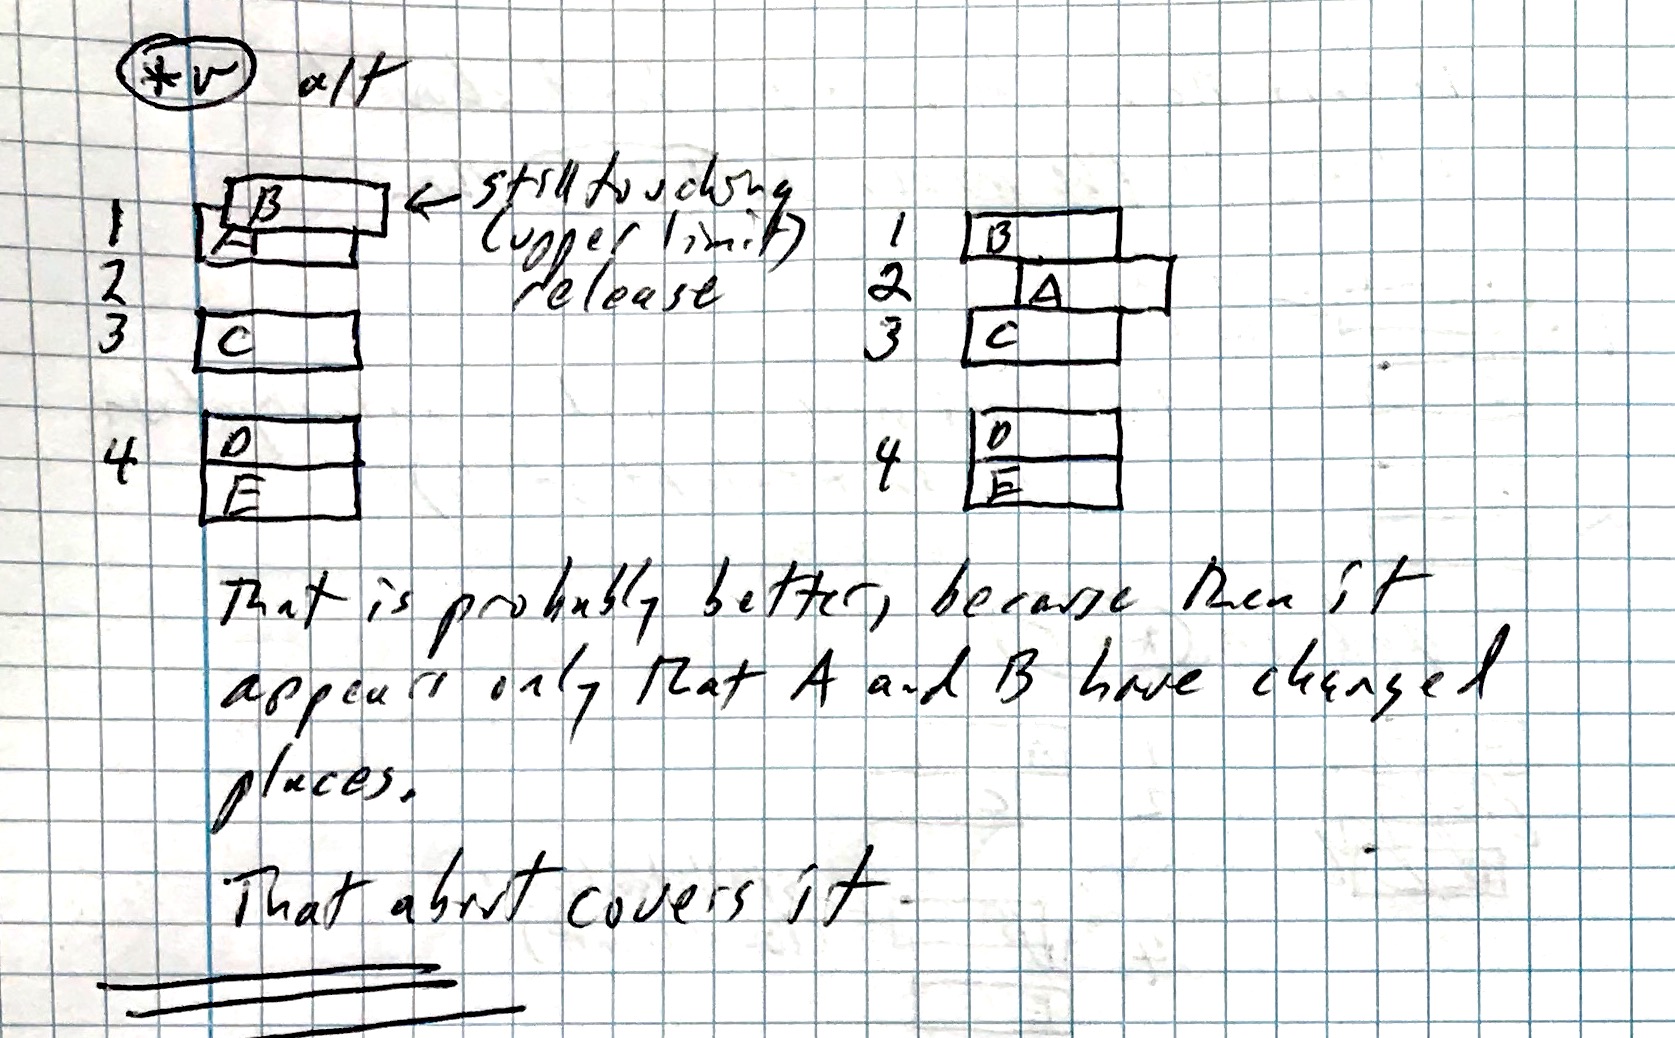 *v alt
B
still touching
1
A
(upper limit)
1
B
2
release
2
A
3
C
3
C
4
D
4
D
E
E
That is probably better, because then it
appears only that A and B have changed
places.
That about covers it.